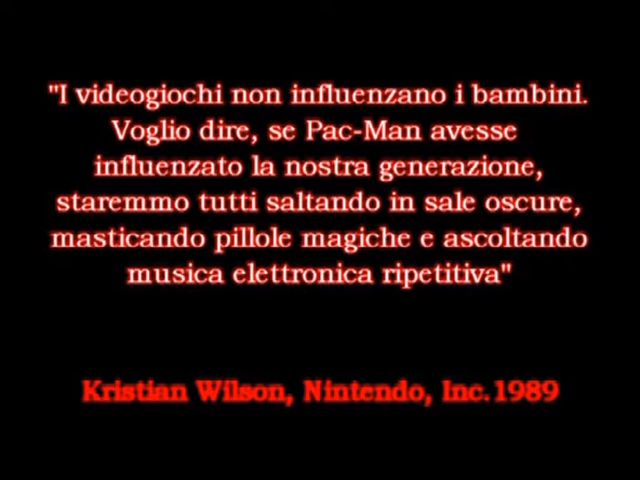 "I videogiochi non influenzano i bambini.
Voglio dire, se Pac-Man avesse
influenzato la nostra generazione,
staremmo tutti saltando in sale oscure,
masticando pillole magiche e ascoltando
musica elettronica ripetitiva"
Kristian Wilson, Nintendo, Inc.1989